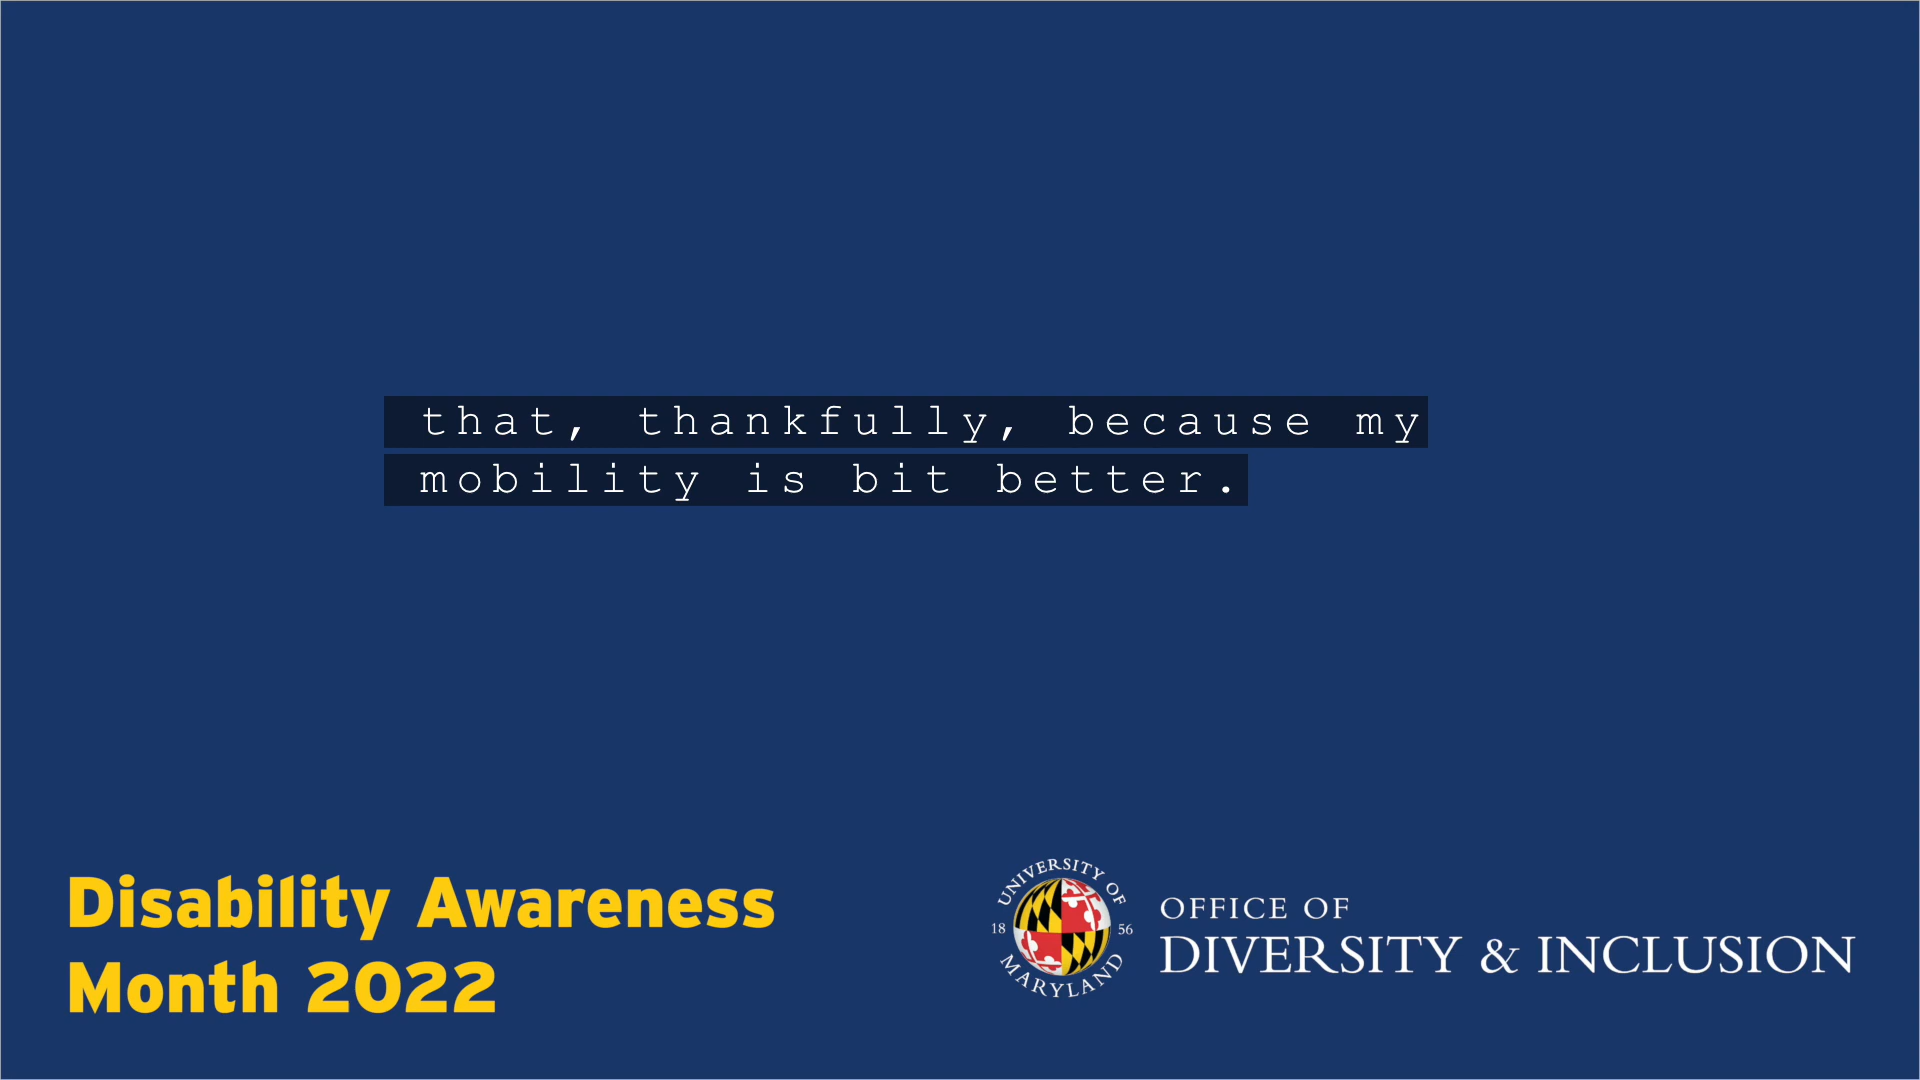 that, thankfully, because my
mobility is bit better.
Disability Awareness
Month 2022
UNIVERSITY OF
18 56
MARYLAND
OFFICE OF
DIVERSITY & INCLUSION